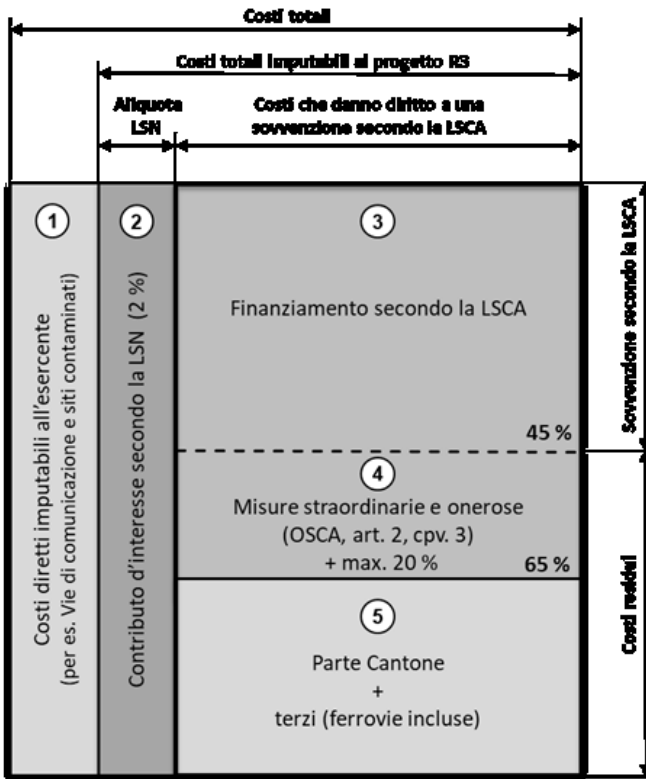 Costi totali
Costi totali imputabili al progetto R3
Aliquota
LSN
Costi che danno diritto a una
sovvenzione secondo la LSCA
1
Costi diretti imputabili all'esercente
(per es. Vie di comunicazione e siti contaminati)
2
Contributo d'interesse secondo la LSN (2 %)
3
Finanziamento secondo la LSCA
45 %
4
Misure straordinarie e onerose
(OSCA, art. 2, cpv. 3)
+ max. 20 %
65 %
5
Parte Cantone
+
terzi (ferrovie incluse)
Sovvenzione secondo la LSCA
Costi residui